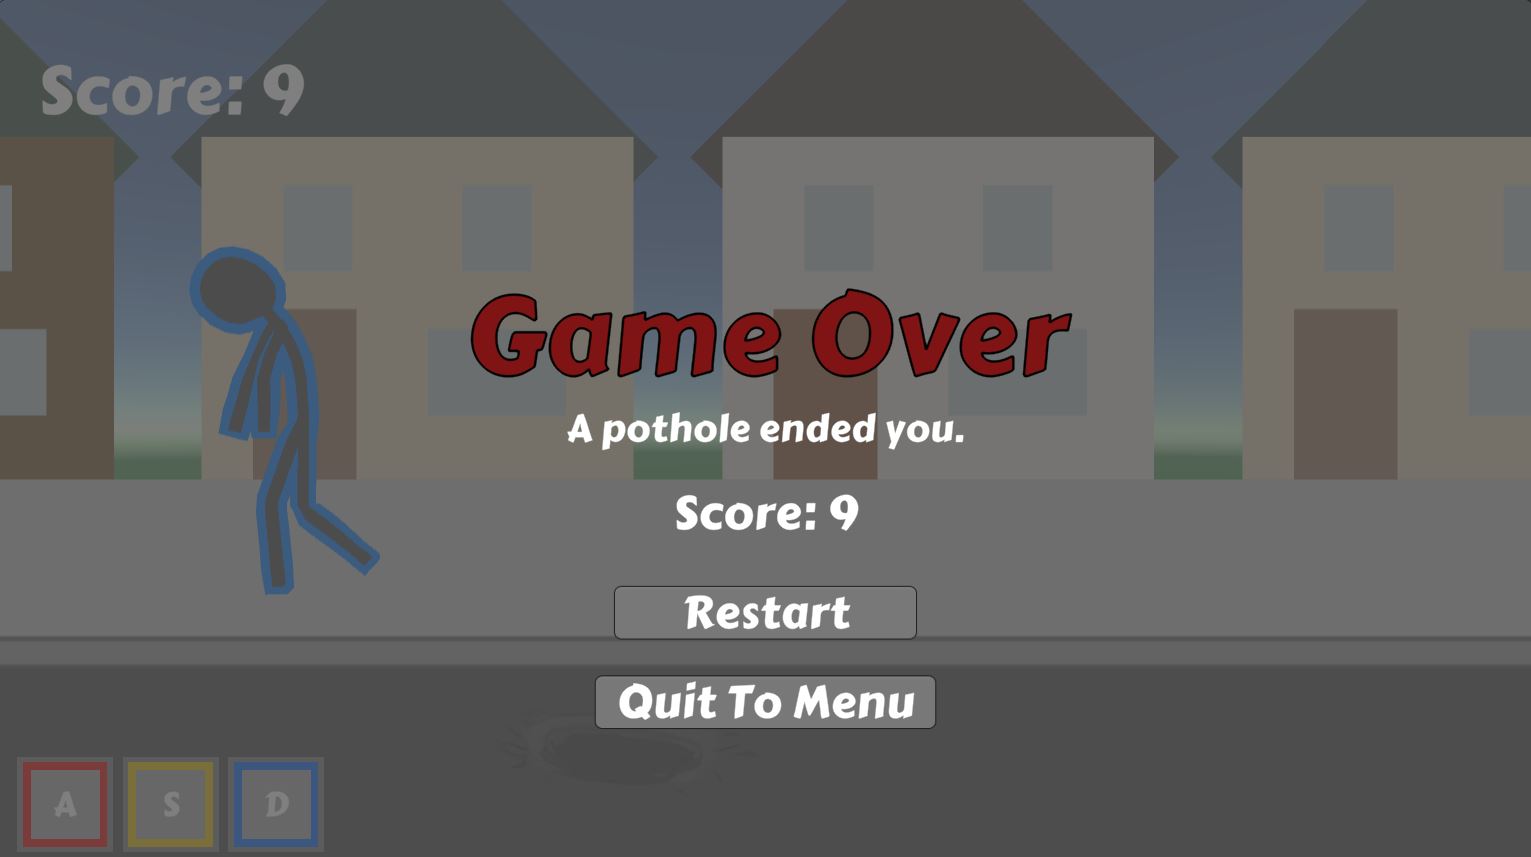 Score: 9
Game Over
A pothole ended you.
Score: 9
Restart
Quit To Menu
A S D